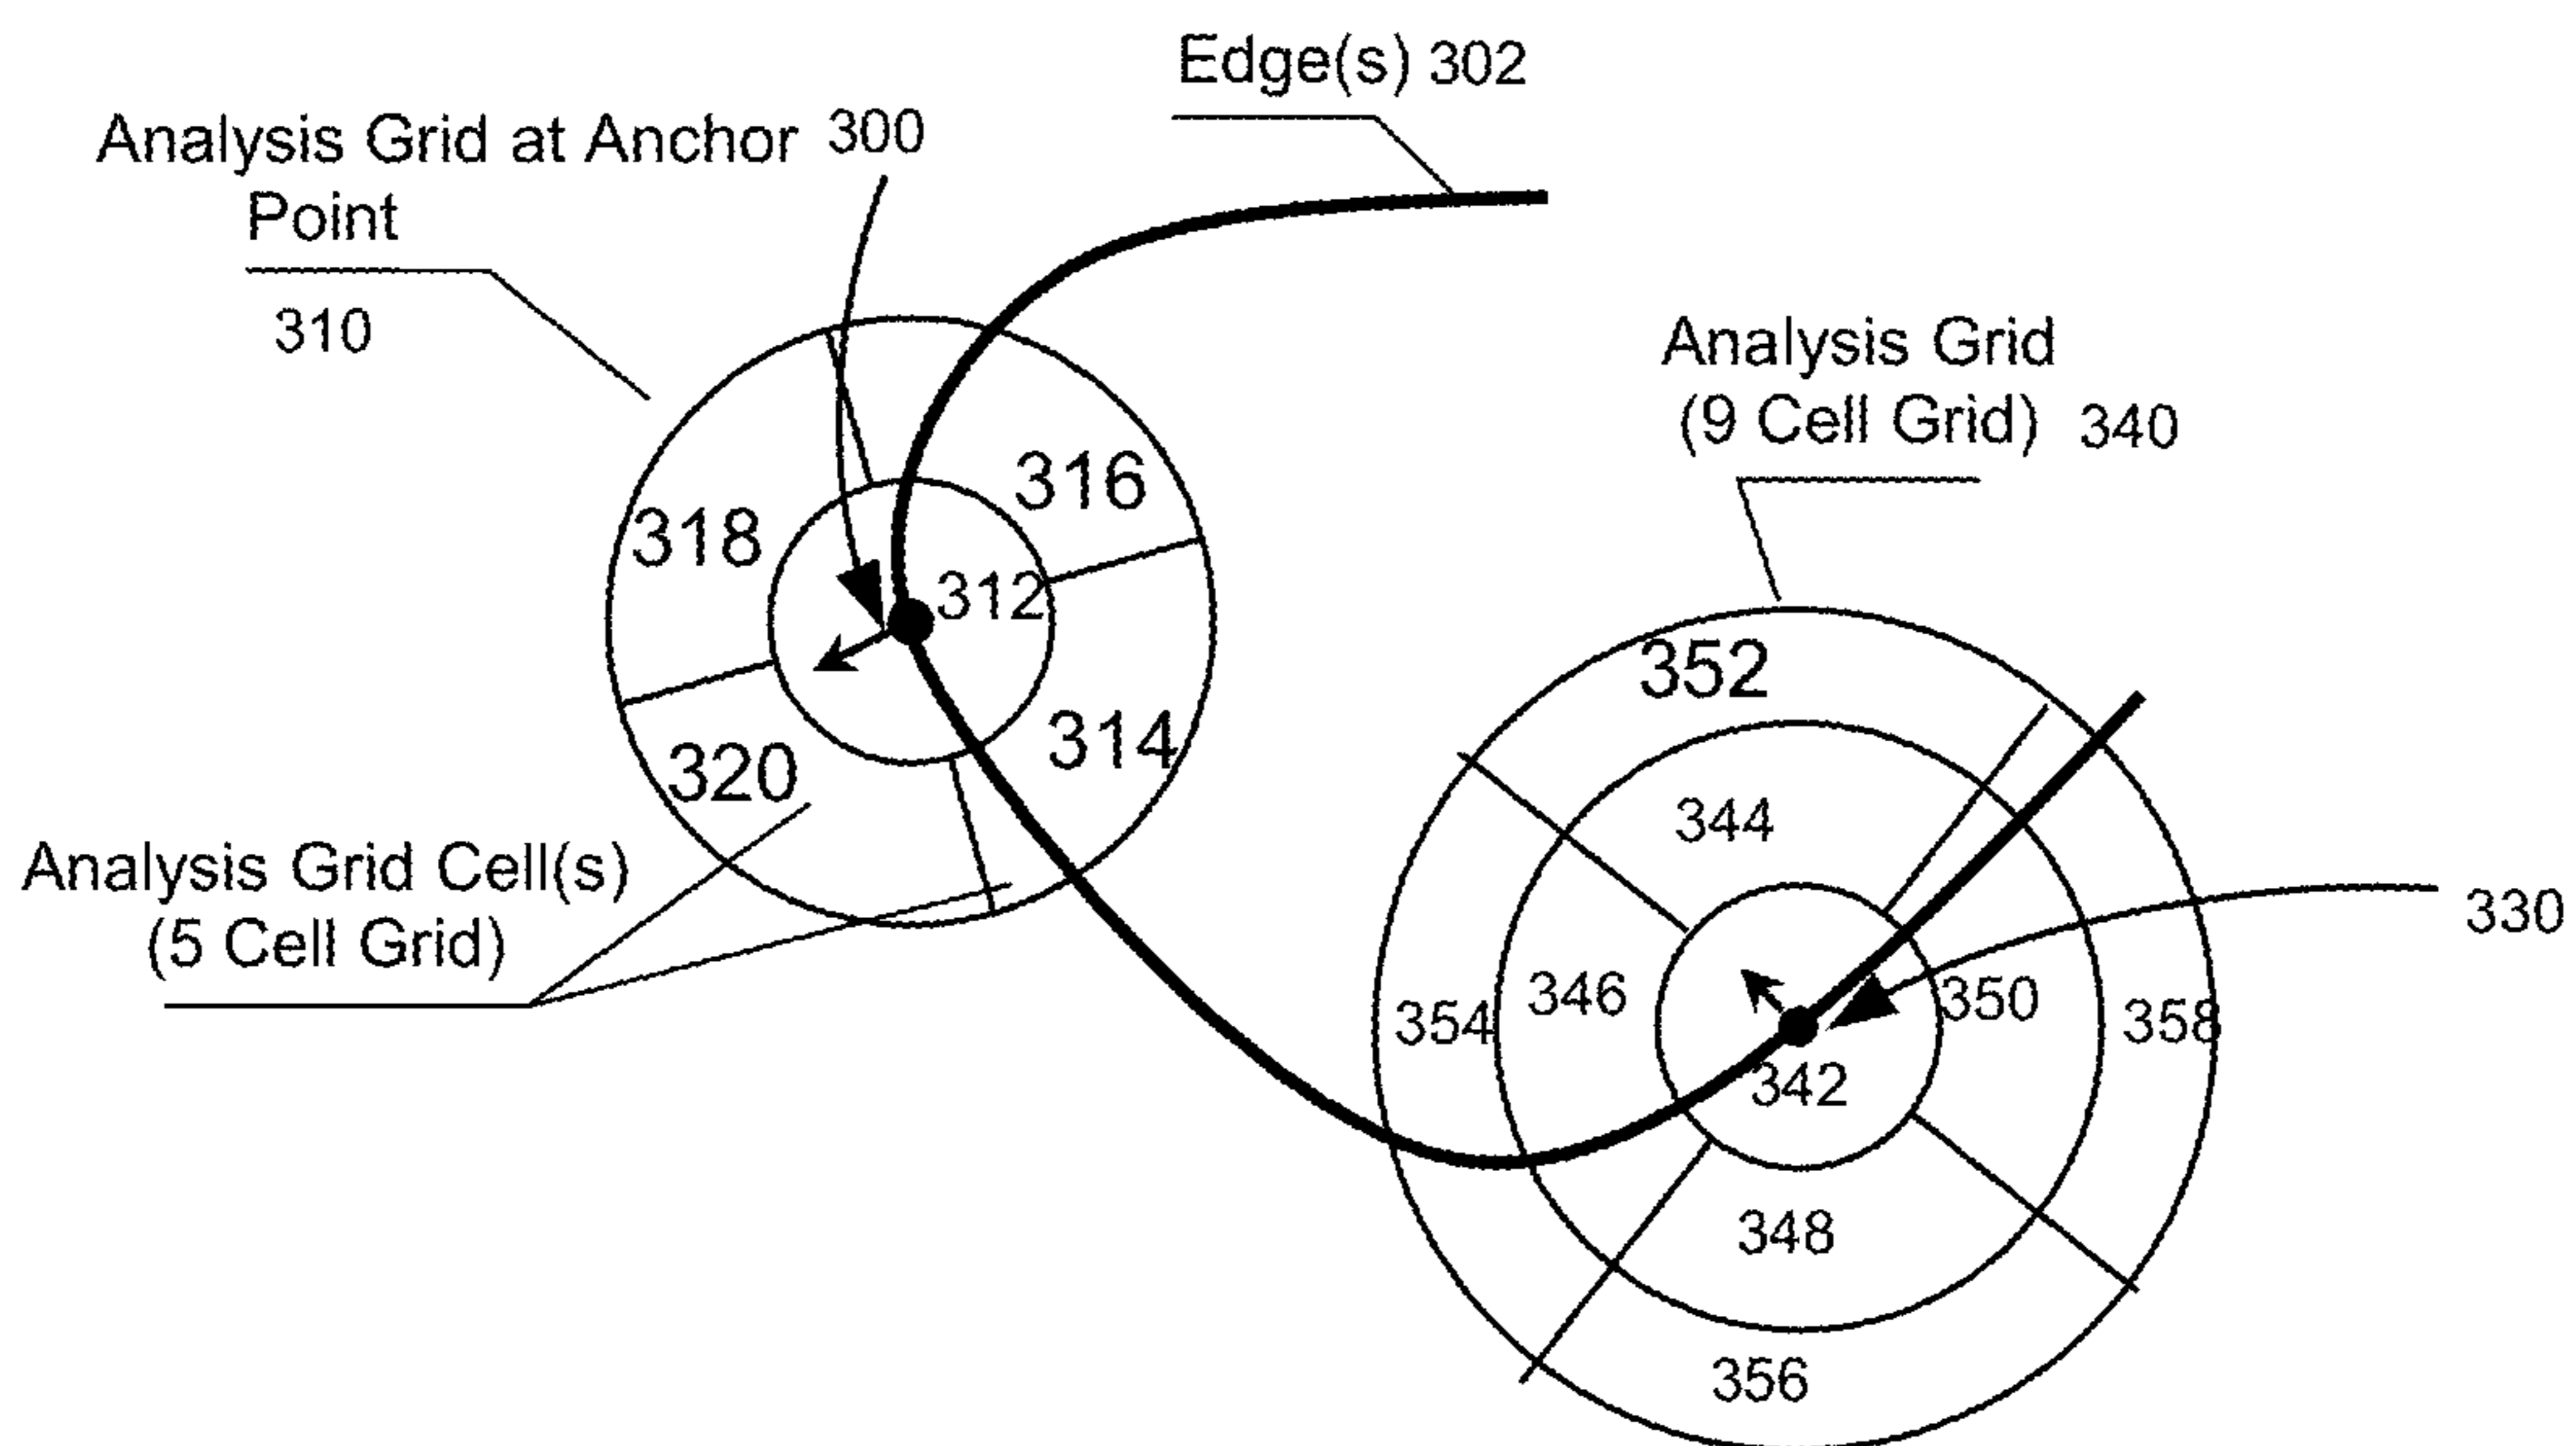 Edge(s) 302
Analysis Grid at Anchor 300
Point
310
Analysis Grid
(9 Cell Grid) 340
316
318
312
352
314
320
344
Analysis Grid Cell(s)
(5 Cell Grid)
330
346
350
354
358
342
348
356